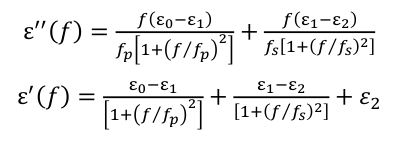 ε''(f) = f(ε₀−ε₁) / f_p[1+(f/f_p)²] + f(ε₁−ε₂) / f_s[1+(f/f_s)²]
ε'(f) = ε₀−ε₁ / [1+(f/f_p)²] + ε₁−ε₂ / [1+(f/f_s)²] + ε₂